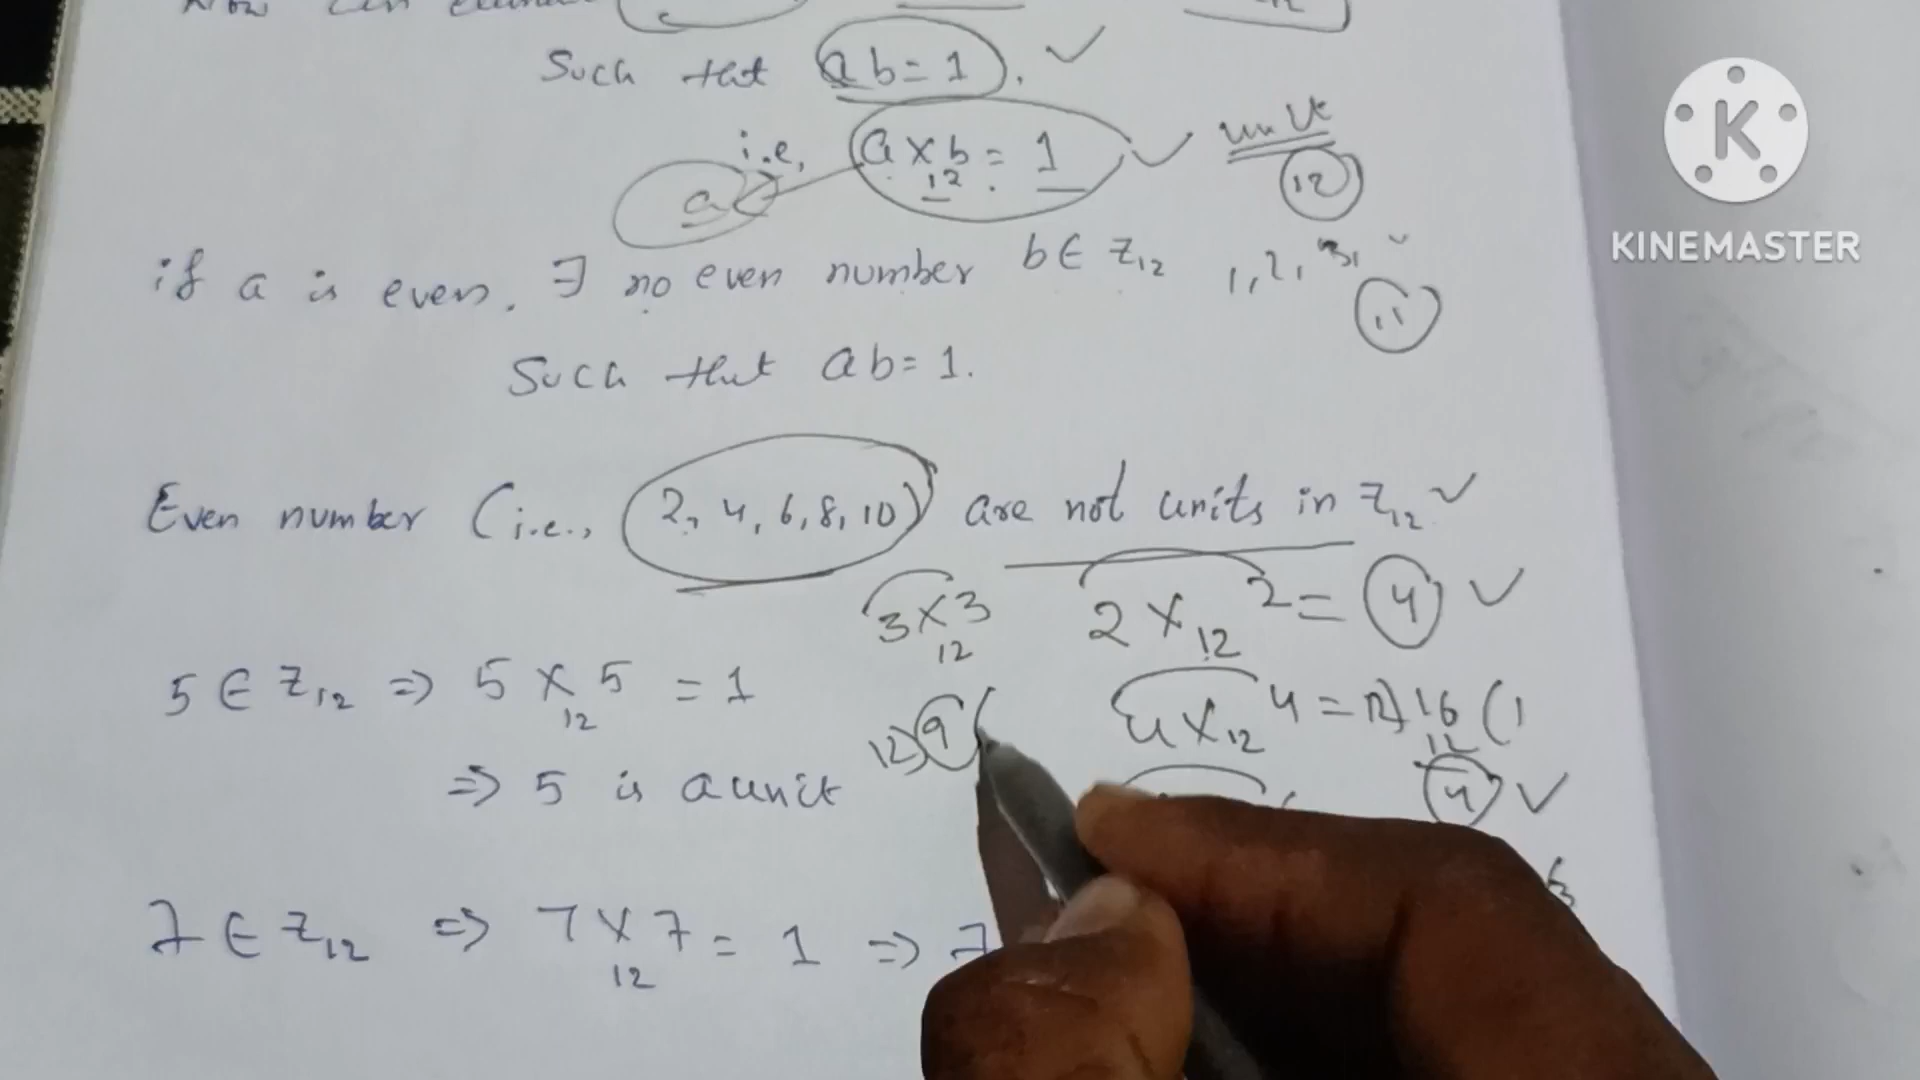 Such that ab = 1.
i.e, a ×12 b = 1
unit
12
a
if a is even, ∃ no even number b ∈ Z12
1, 2, 3,
11
Such that ab = 1.
Even number (i.e., 2, 4, 6, 8, 10) are not units in Z12
3 ×12 3
2 ×12 2 = 4
5 ∈ Z12 ⇒ 5 ×12 5 = 1
12)9(
4 ×12 4 = 12)16(1
12
4
⇒ 5 is a unit
7 ∈ Z12 ⇒ 7 ×12 7 = 1 ⇒ 7
K
KINEMASTER